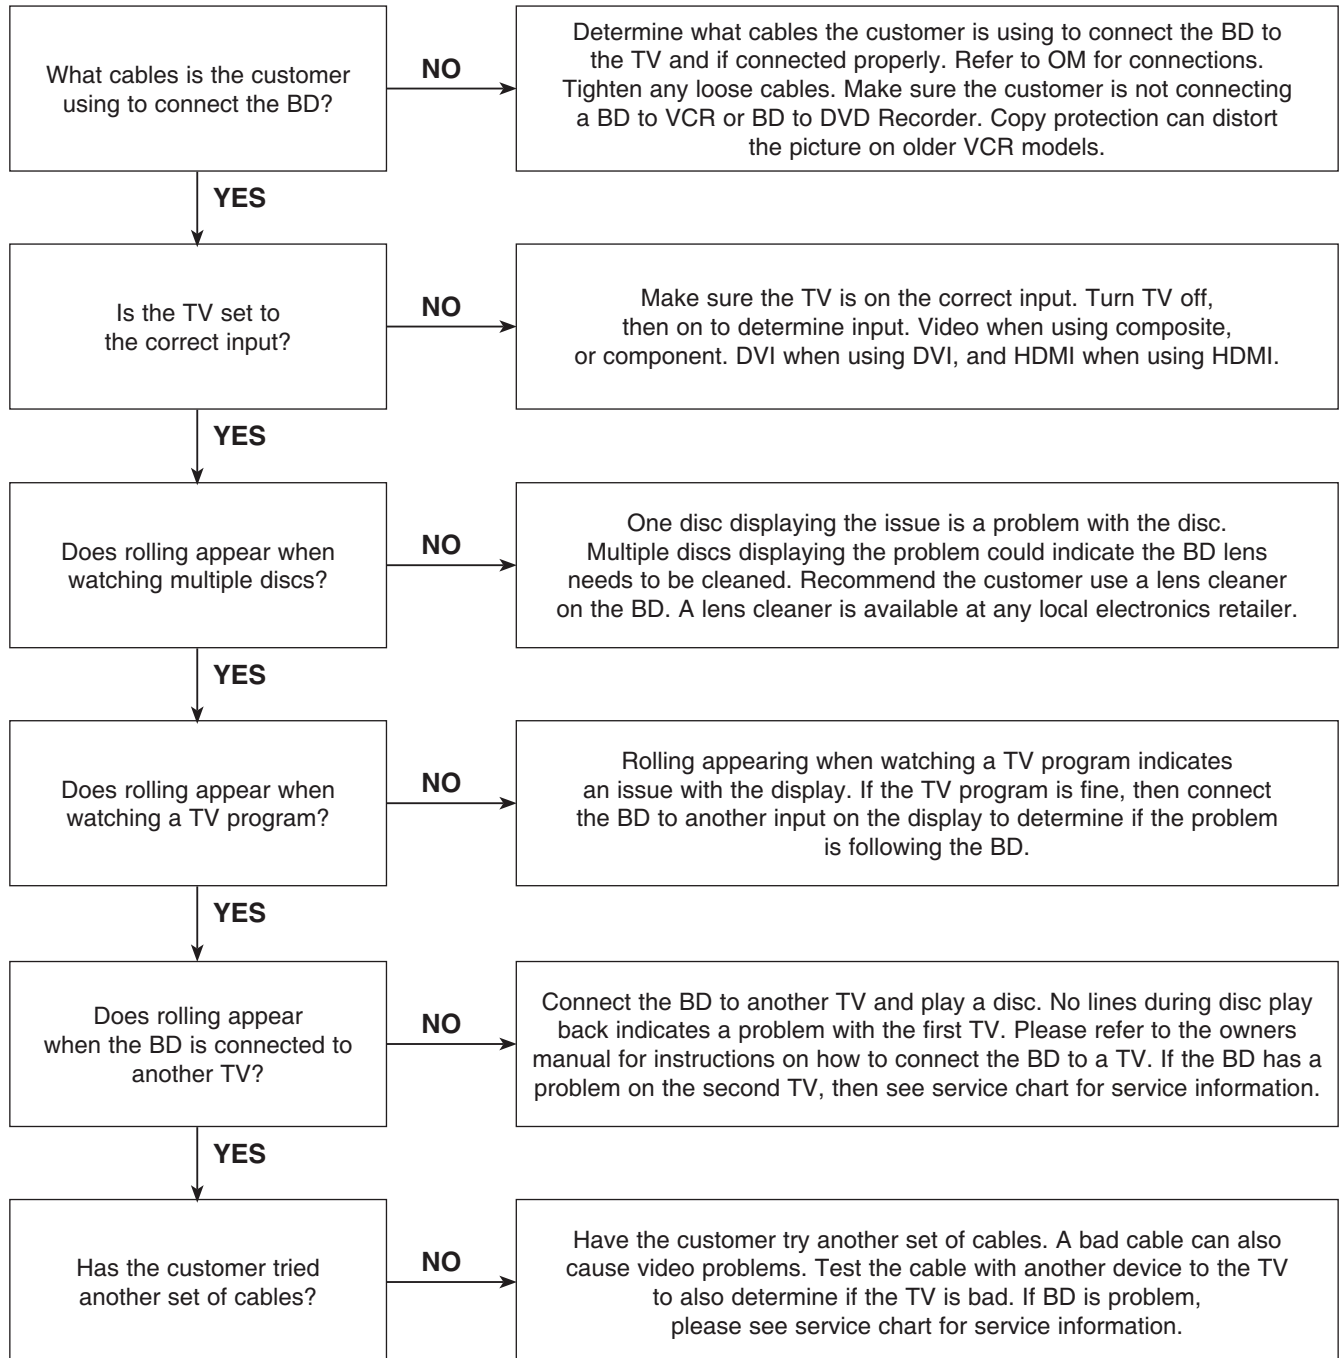 What cables is the customer
using to connect the BD?
NO
Determine what cables the customer is using to connect the BD to
the TV and if connected properly. Refer to OM for connections.
Tighten any loose cables. Make sure the customer is not connecting
a BD to VCR or BD to DVD Recorder. Copy protection can distort
the picture on older VCR models.
YES
Is the TV set to
the correct input?
NO
Make sure the TV is on the correct input. Turn TV off,
then on to determine input. Video when using composite,
or component. DVI when using DVI, and HDMI when using HDMI.
YES
Does rolling appear when
watching multiple discs?
NO
One disc displaying the issue is a problem with the disc.
Multiple discs displaying the problem could indicate the BD lens
needs to be cleaned. Recommend the customer use a lens cleaner
on the BD. A lens cleaner is available at any local electronics retailer.
YES
Does rolling appear when
watching a TV program?
NO
Rolling appearing when watching a TV program indicates
an issue with the display. If the TV program is fine, then connect
the BD to another input on the display to determine if the problem
is following the BD.
YES
Does rolling appear
when the BD is connected to
another TV?
NO
Connect the BD to another TV and play a disc. No lines during disc play
back indicates a problem with the first TV. Please refer to the owners
manual for instructions on how to connect the BD to a TV. If the BD has a
problem on the second TV, then see service chart for service information.
YES
Has the customer tried
another set of cables?
NO
Have the customer try another set of cables. A bad cable can also
cause video problems. Test the cable with another device to the TV
to also determine if the TV is bad. If BD is problem,
please see service chart for service information.